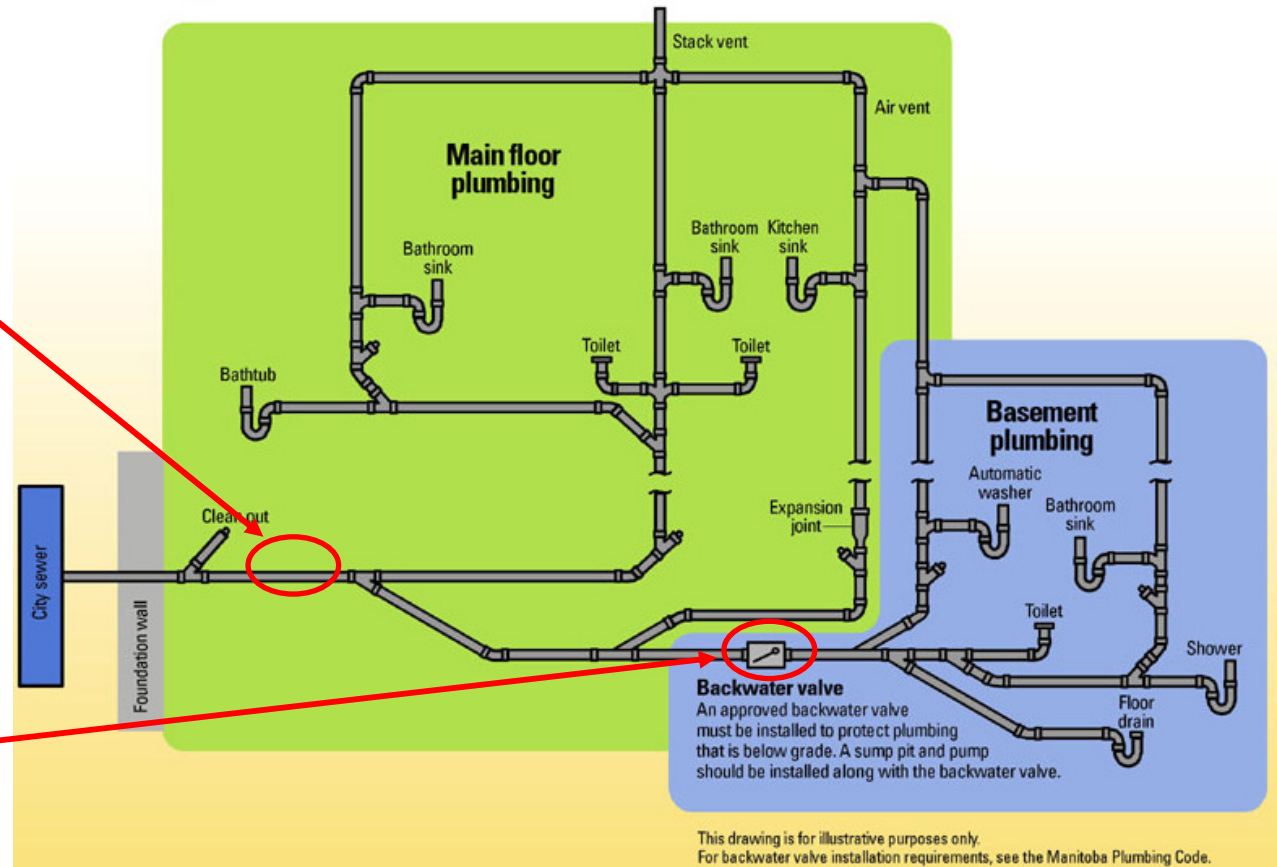 Stack vent
Air vent
Main floor
plumbing
Bathroom
sink
Bathroom
sink
Kitchen
sink
Toilet
Toilet
Bathtub
Basement
plumbing
Automatic
washer
Bathroom
sink
Expansion
joint
Clean out
City sewer
Foundation wall
Toilet
Shower
Floor
drain
Backwater valve
An approved backwater valve
must be installed to protect plumbing
that is below grade. A sump pit and pump
should be installed along with the backwater valve.
This drawing is for illustrative purposes only.
For backwater valve installation requirements, see the Manitoba Plumbing Code.